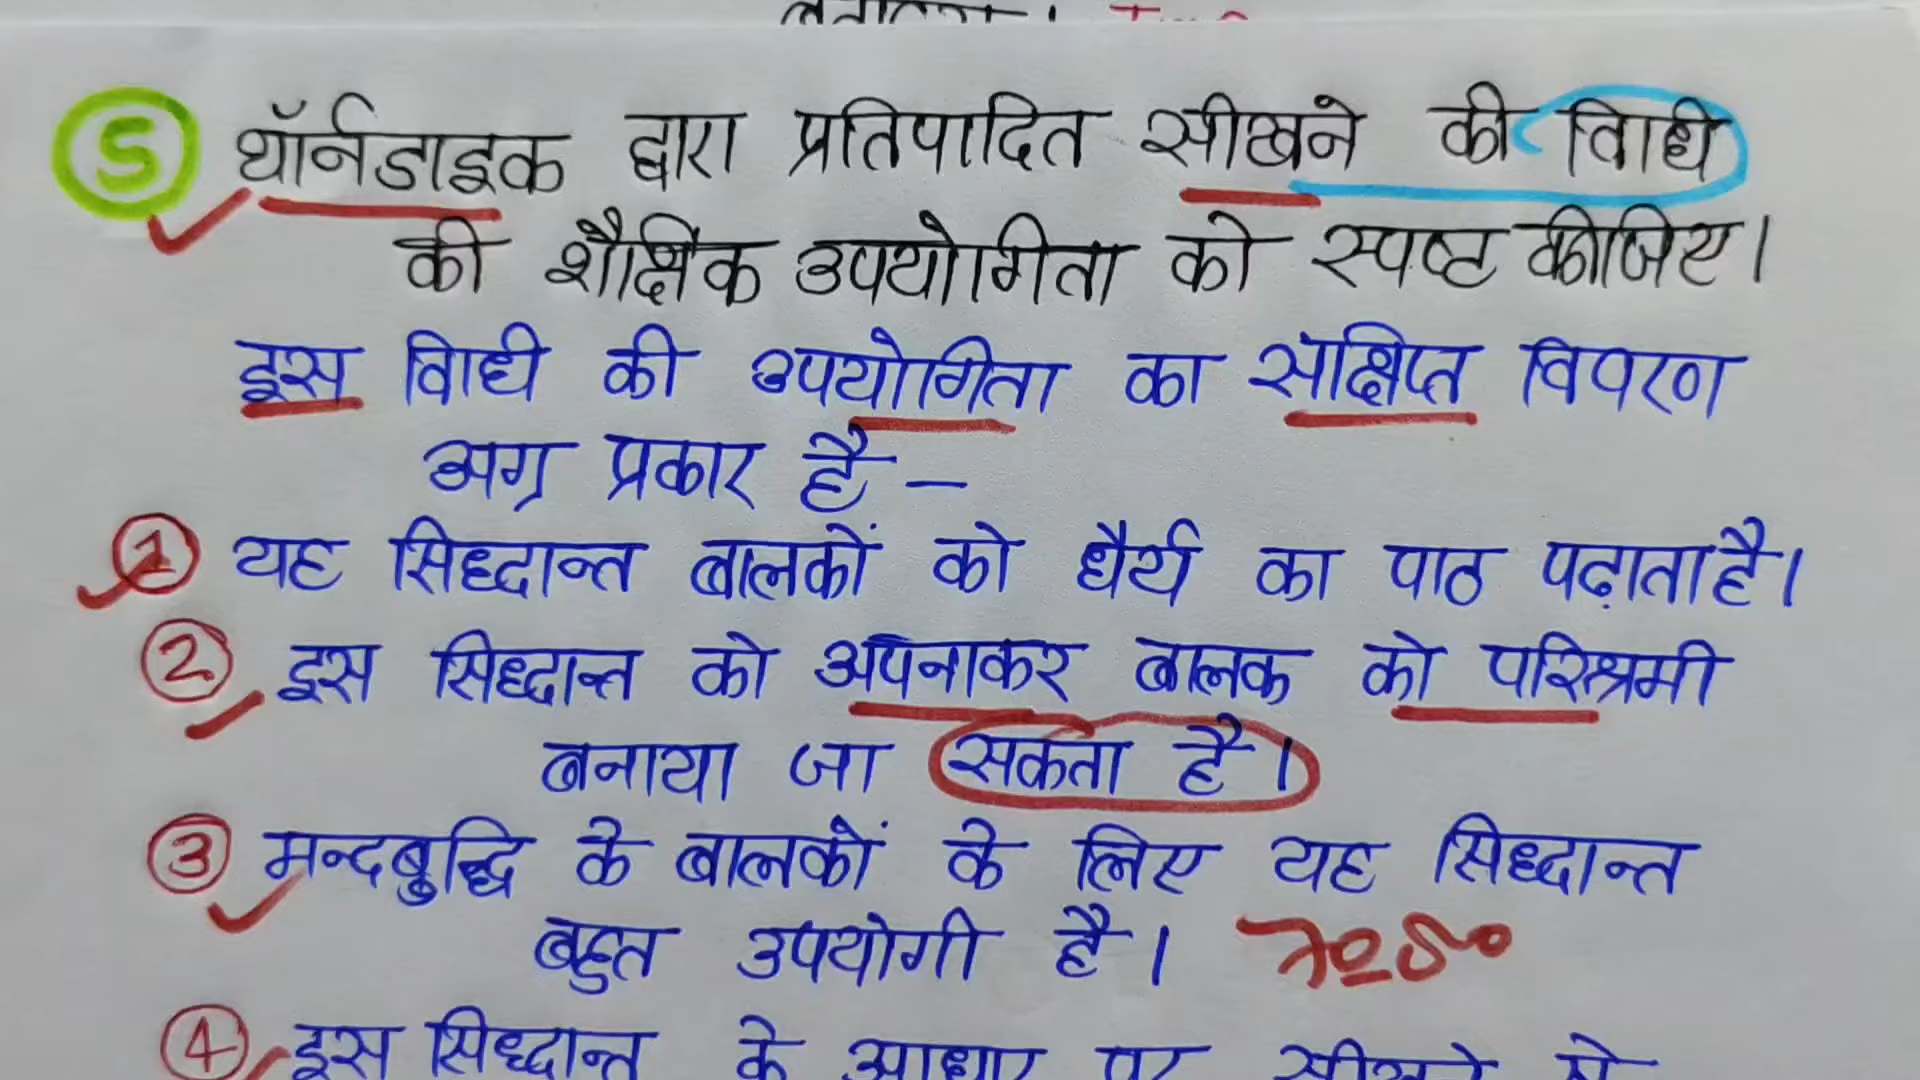 5 थॉर्नडाइक द्वारा प्रतिपादित सीखने की विधि
की शैक्षिक उपयोगिता को स्पष्ट कीजिए।
इस विधि की उपयोगिता का संक्षिप्त विवरण
अग्र प्रकार है –
1 यह सिद्धान्त बालकों को धैर्य का पाठ पढ़ाता है।
2 इस सिद्धान्त को अपनाकर बालक को परिश्रमी
बनाया जा सकता है।
3 मन्दबुद्धि के बालकों के लिए यह सिद्धान्त
बहुत उपयोगी है।
4 इस सिद्धान्त के आधार पर सीखने से